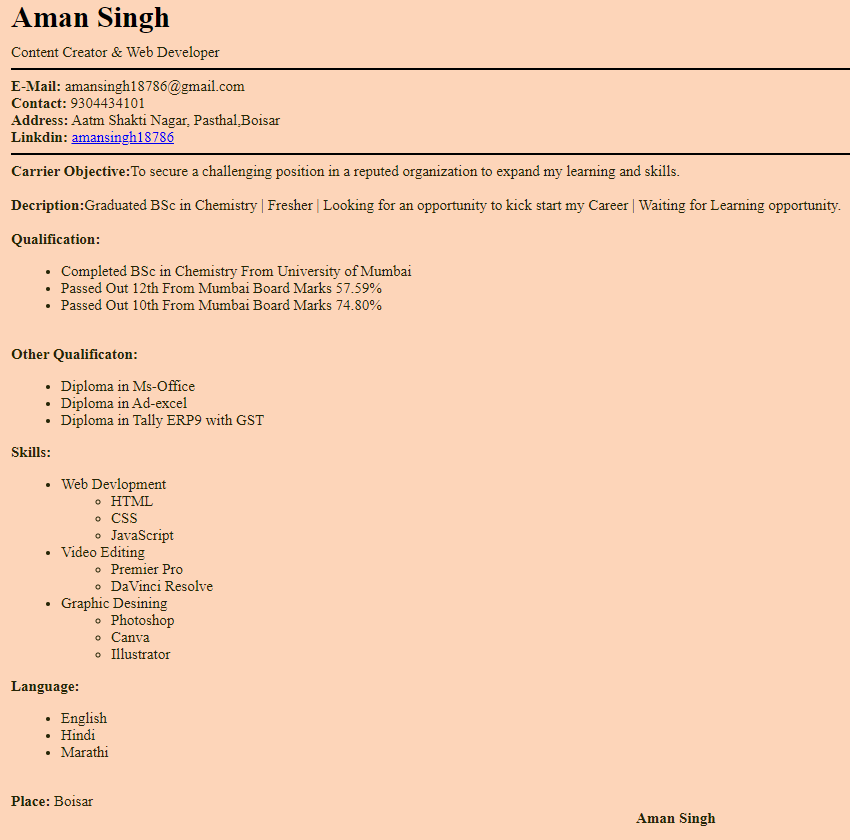 Aman Singh
Content Creator & Web Developer
E-Mail: amansingh18786@gmail.com
Contact: 9304434101
Address: Aatm Shakti Nagar, Pasthal,Boisar
Linkdin: amansingh18786
Carrier Objective:To secure a challenging position in a reputed organization to expand my learning and skills.
Decription:Graduated BSc in Chemistry | Fresher | Looking for an opportunity to kick start my Career | Waiting for Learning opportunity.
Qualification:
• Completed BSc in Chemistry From University of Mumbai
• Passed Out 12th From Mumbai Board Marks 57.59%
• Passed Out 10th From Mumbai Board Marks 74.80%
Other Qualificaton:
• Diploma in Ms-Office
• Diploma in Ad-excel
• Diploma in Tally ERP9 with GST
Skills:
• Web Devlopment
◦ HTML
◦ CSS
◦ JavaScript
• Video Editing
◦ Premier Pro
◦ DaVinci Resolve
• Graphic Desining
◦ Photoshop
◦ Canva
◦ Illustrator
Language:
• English
• Hindi
• Marathi
Place: Boisar
Aman Singh